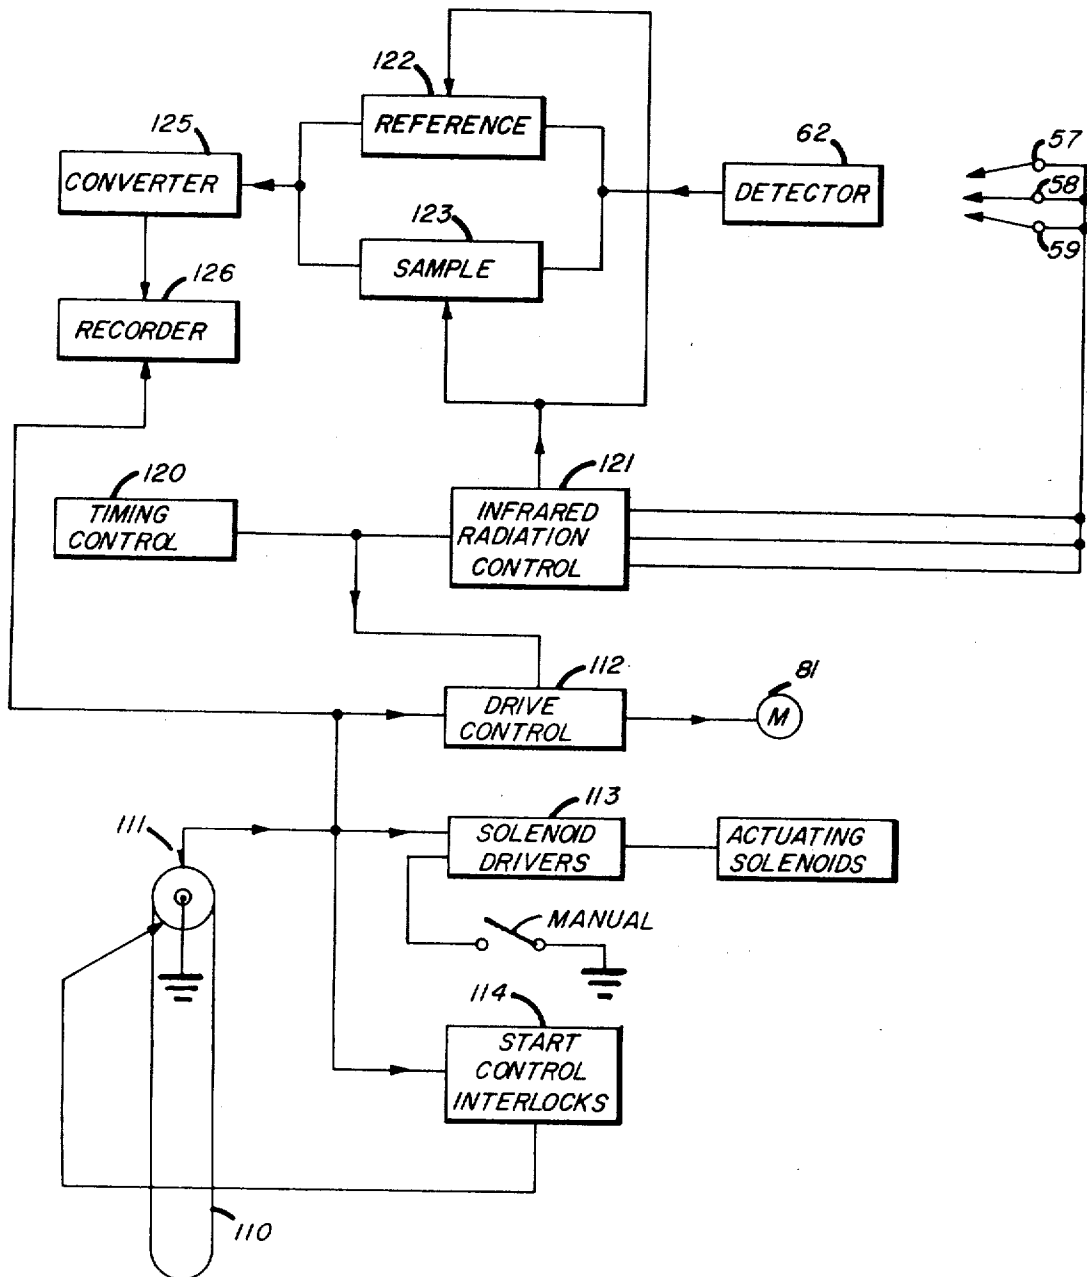 122
REFERENCE
125
CONVERTER
62
DETECTOR
57
58
59
123
SAMPLE
126
RECORDER
120
TIMING
CONTROL
121
INFRARED
RADIATION
CONTROL
112
DRIVE
CONTROL
81
M
111
113
SOLENOID
DRIVERS
ACTUATING
SOLENOIDS
MANUAL
114
START
CONTROL
INTERLOCKS
110